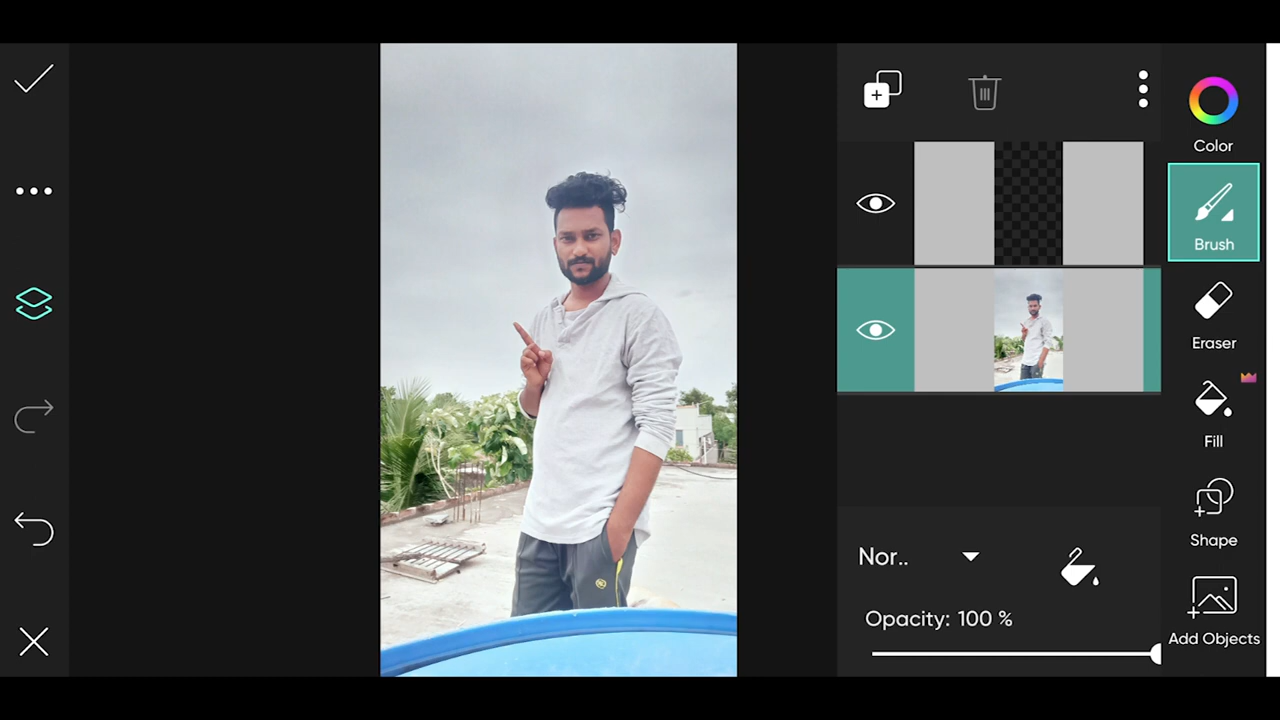 Color
Brush
Eraser
Fill
Shape
Add Objects
Nor..
Opacity: 100 %